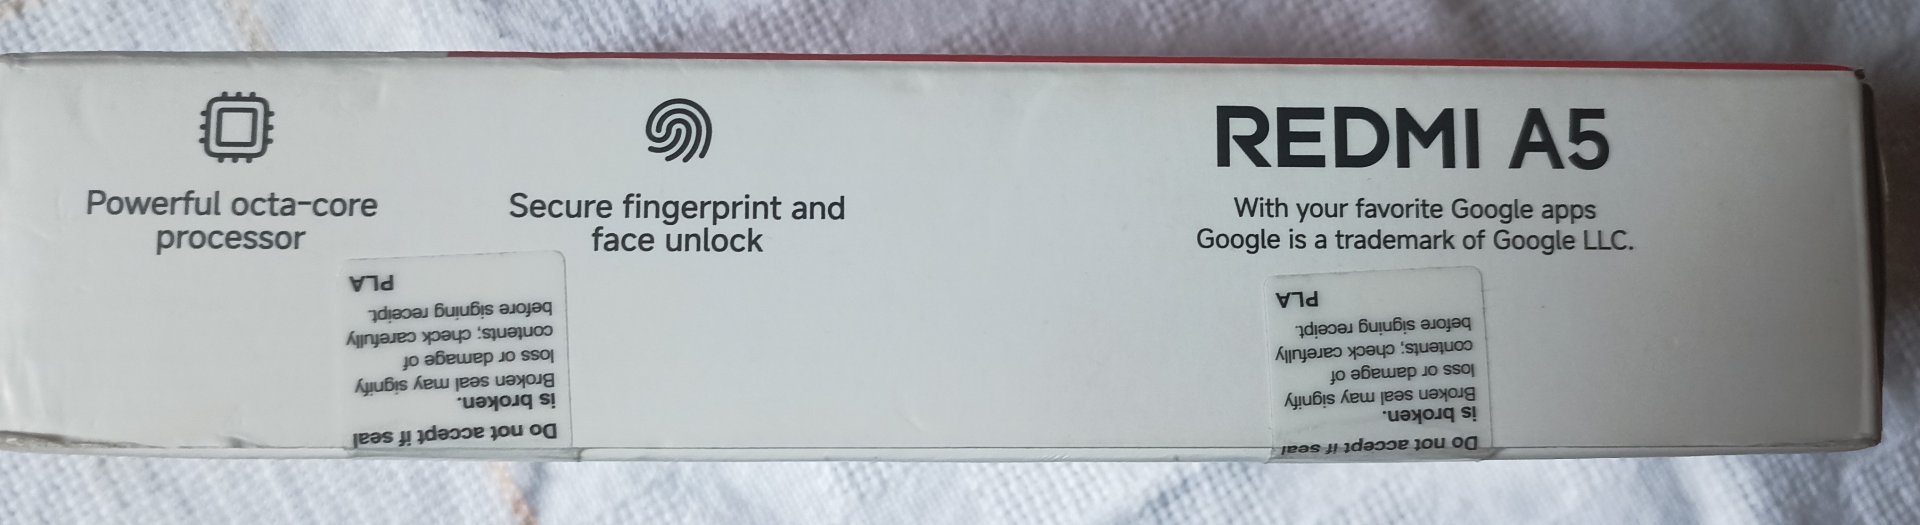 Powerful octa-core
processor
Secure fingerprint and
face unlock
REDMI A5
With your favorite Google apps
Google is a trademark of Google LLC.
Do not accept if seal
is broken.
Broken seal may signify
loss or damage of
contents; check carefully
before signing receipt.
PLA
Do not accept if seal
is broken.
Broken seal may signify
loss or damage of
contents; check carefully
before signing receipt.
PLA